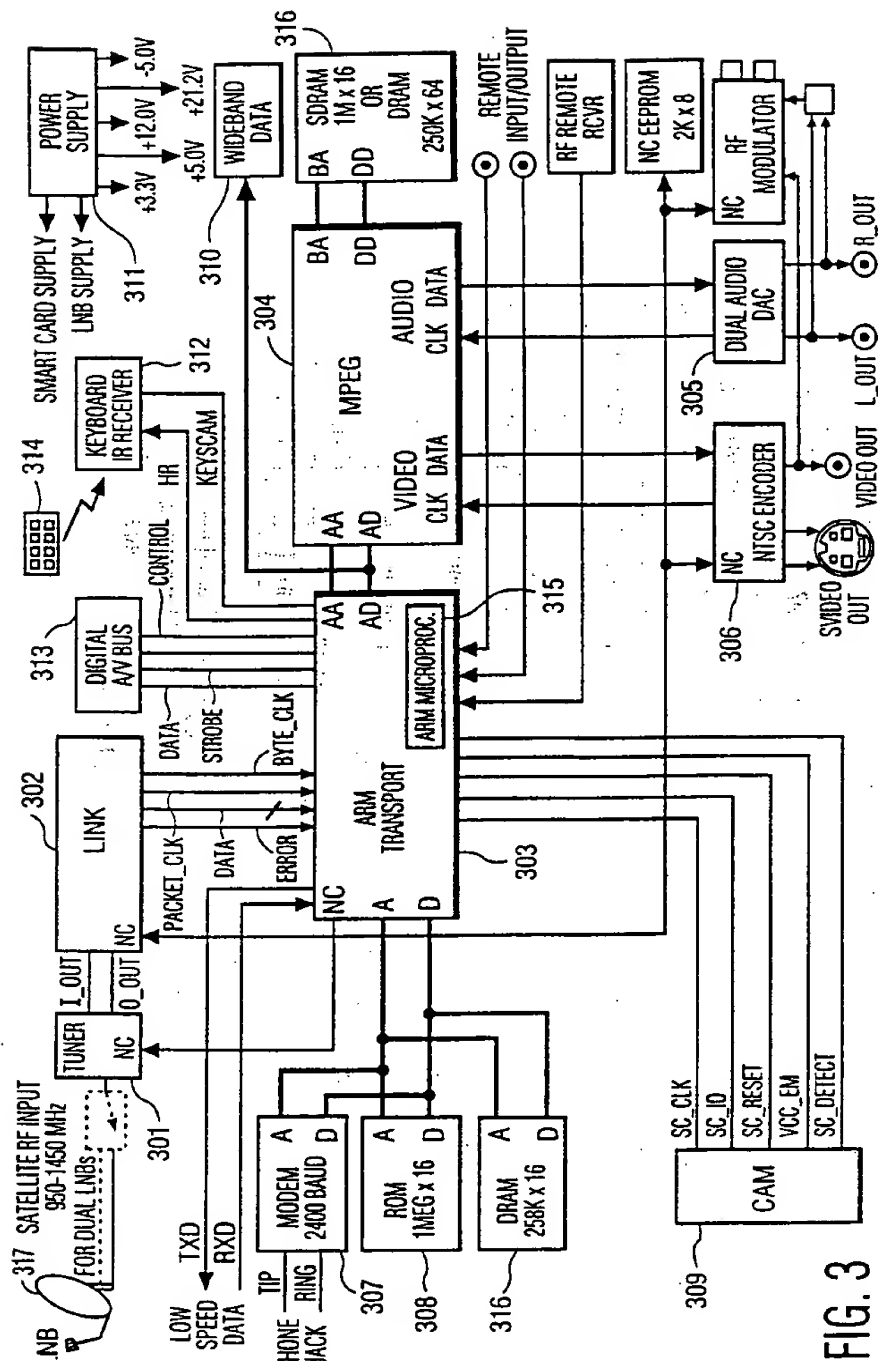 .NB
317
SATELLITE RF INPUT
950-1450 MHz
FOR DUAL LNBs
301
TUNER
NC
I_OUT
O_OUT
302
LINK
NC
PACKET_CLK
DATA
ERROR
BYTE_CLK
313
DIGITAL
A/V BUS
DATA
STROBE
CONTROL
314
KEYBOARD
IR RECEIVER
312
HR
KEYSCAM
SMART CARD SUPPLY
LNB SUPPLY
311
POWER
SUPPLY
+3.3V
+5.0V
+12.0V
+21.2V
-5.0V
310
WIDEBAND
DATA
316
SDRAM
1M x 16
OR
DRAM
250K x 64
BA
DD
304
BA
DD
MPEG
AA
AD
VIDEO
CLK
DATA
AUDIO
CLK
DATA
REMOTE
INPUT/OUTPUT
RF REMOTE
RCVR
NC EEPROM
2K x 8
LOW
SPEED
DATA
TXD
RXD
NC
A
D
AA
AD
ARM
TRANSPORT
ARM MICROPROC.
315
303
HONE
JACK
TIP
RING
MODEM
2400 BAUD
A
D
307
ROM
1MEG x 16
A
D
308
DRAM
258K x 16
A
D
316
NC
NTSC ENCODER
306
SVIDEO
OUT
VIDEO OUT
DUAL AUDIO
DAC
305
L_OUT
R_OUT
NC
RF
MODULATOR
SC_CLK
SC_IO
SC_RESET
VCC_EM
SC_DETECT
CAM
309
FIG. 3